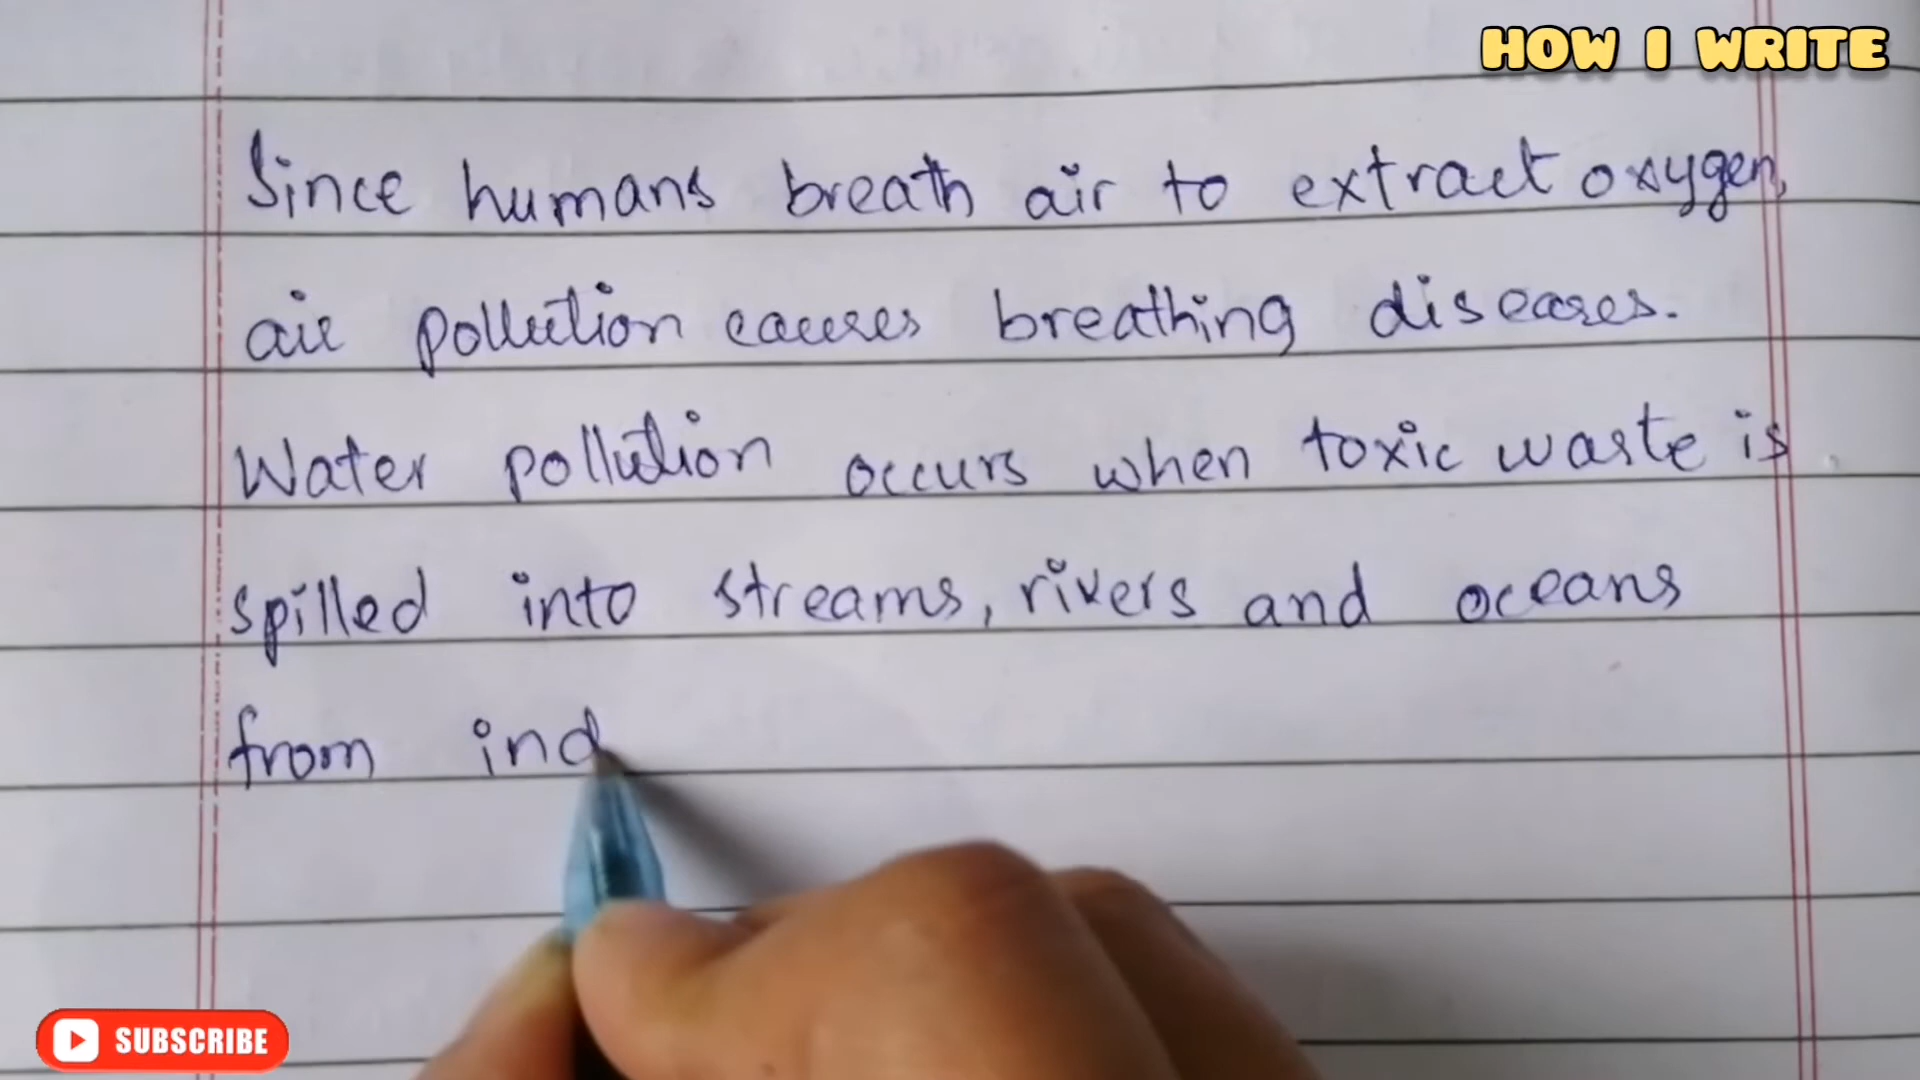 HOW I WRITE
Since humans breath air to extract oxygen,
air pollution causes breathing diseases.
Water pollution occurs when toxic waste is
spilled into streams, rivers and oceans
from ind
SUBSCRIBE